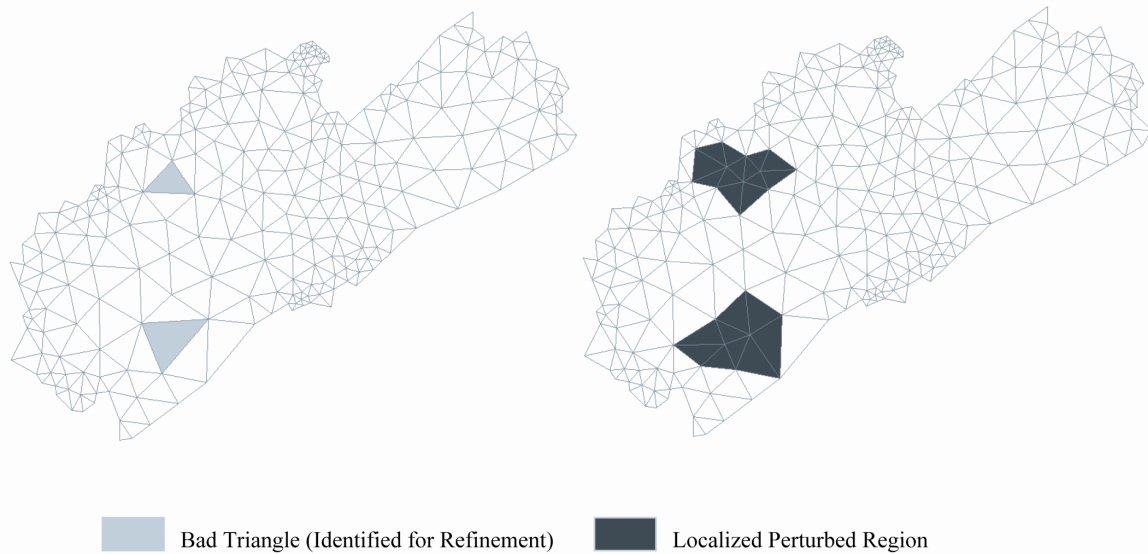 Bad Triangle (Identified for Refinement)
Localized Perturbed Region